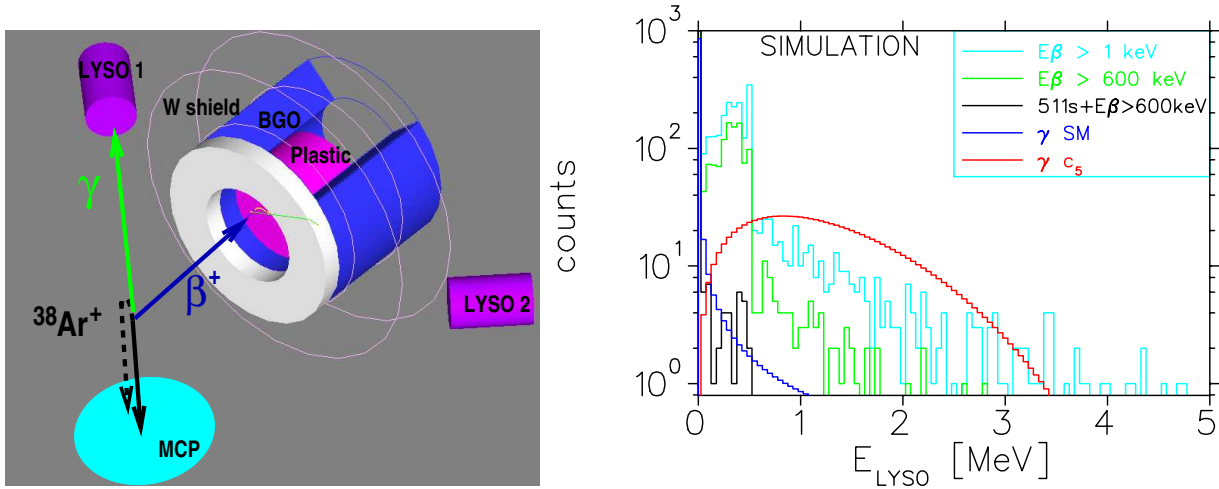 LYSO 1
W shield
BGO
Plastic
γ
β+
LYSO 2
³⁸Ar⁺
MCP
SIMULATION
Eβ > 1 keV
Eβ > 600 keV
511s+Eβ>600keV
γ SM
γ c₅
counts
10³
10²
10¹
10⁰
0 1 2 3 4 5
E_LYSO [MeV]